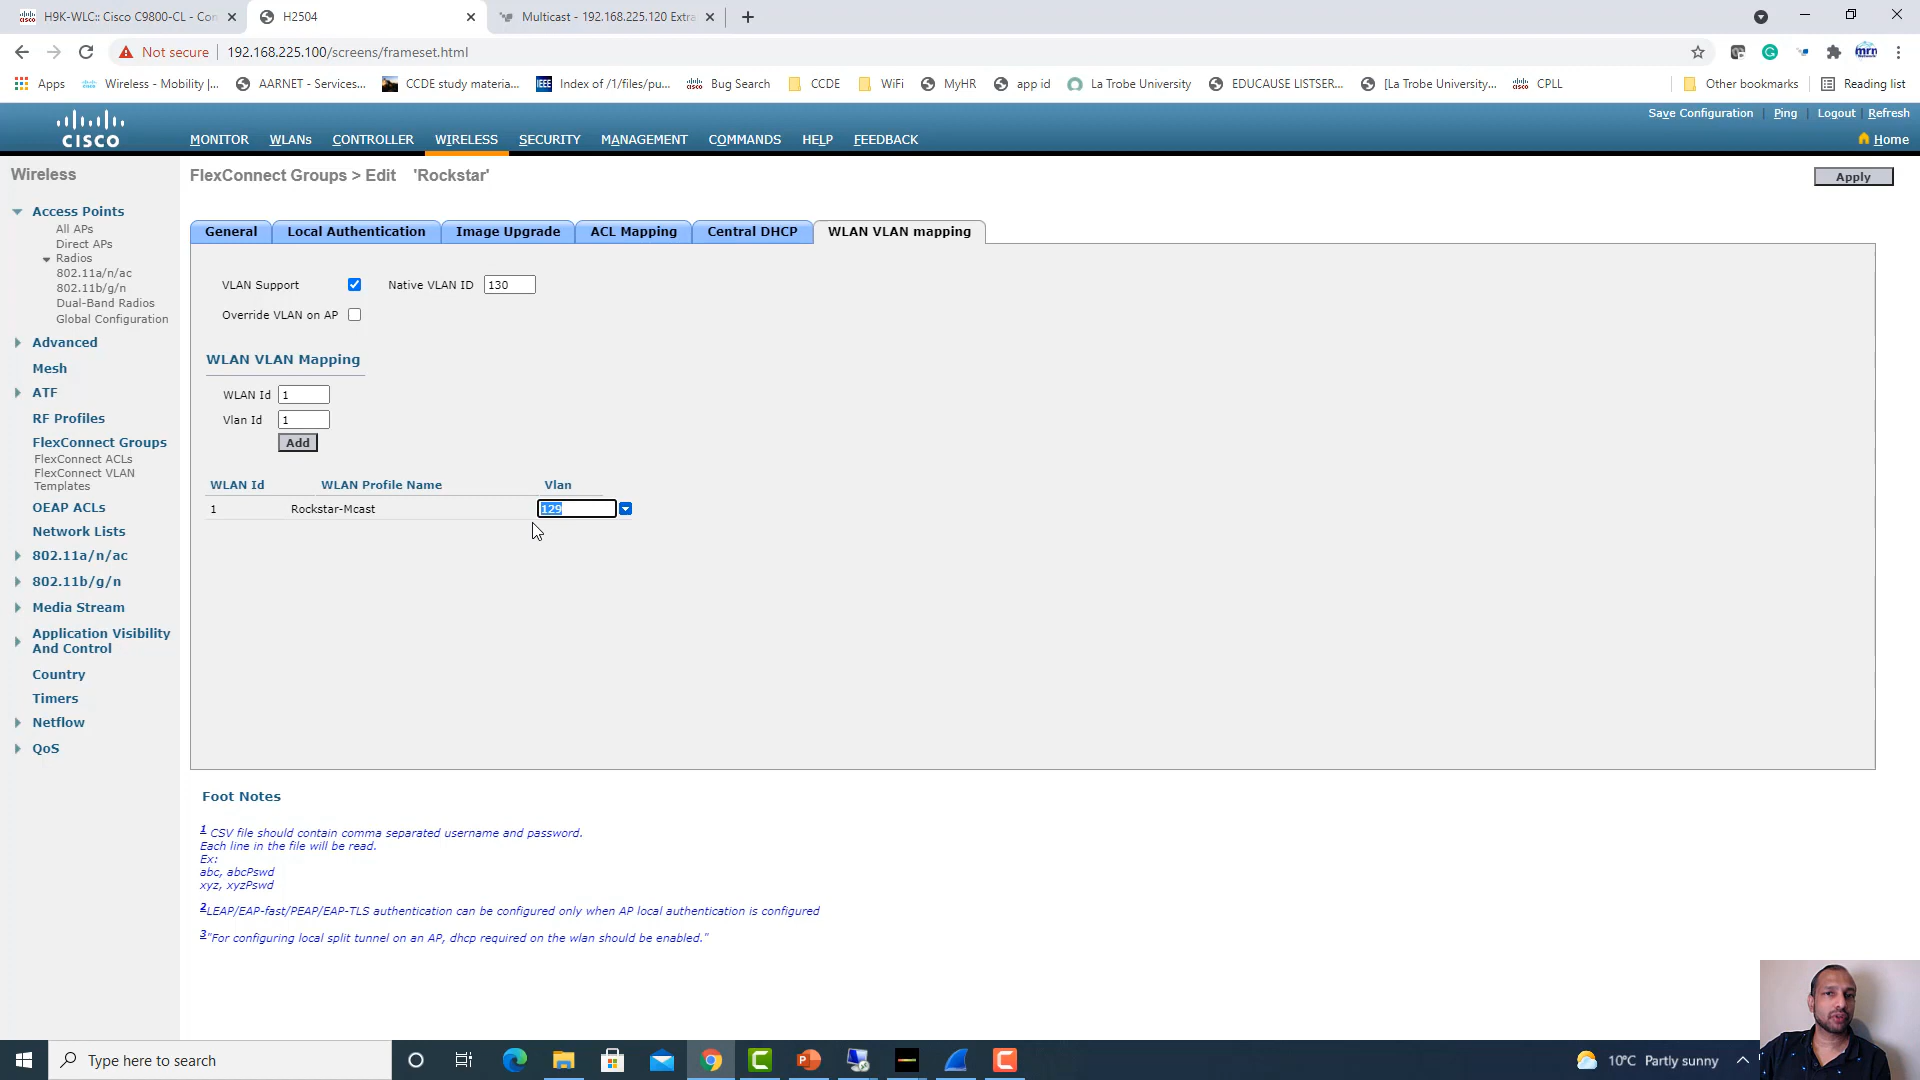 H9K-WLC:: Cisco C9800-CL - Con
H2504
Multicast - 192.168.225.120 Extra
Not secure
192.168.225.100/screens/frameset.html
Apps
Wireless - Mobility |...
AARNET - Services...
CCDE study materia...
IEEE
Index of /1/files/pu...
Bug Search
CCDE
WiFi
MyHR
app id
La Trobe University
EDUCAUSE LISTSER...
[La Trobe University...
CPLL
Other bookmarks
Reading list
Save Configuration
Ping
Logout
Refresh
CISCO
MONITOR
WLANs
CONTROLLER
WIRELESS
SECURITY
MANAGEMENT
COMMANDS
HELP
FEEDBACK
Home
Wireless
Access Points
All APs
Direct APs
Radios
802.11a/n/ac
802.11b/g/n
Dual-Band Radios
Global Configuration
Advanced
Mesh
ATF
RF Profiles
FlexConnect Groups
FlexConnect ACLs
FlexConnect VLAN
Templates
OEAP ACLs
Network Lists
802.11a/n/ac
802.11b/g/n
Media Stream
Application Visibility
And Control
Country
Timers
Netflow
QoS
FlexConnect Groups > Edit 'Rockstar'
Apply
General
Local Authentication
Image Upgrade
ACL Mapping
Central DHCP
WLAN VLAN mapping
VLAN Support
Native VLAN ID 130
Override VLAN on AP
WLAN VLAN Mapping
WLAN Id 1
Vlan Id 1
Add
WLAN Id WLAN Profile Name Vlan
1 Rockstar-Mcast 129
Foot Notes
1 CSV file should contain comma separated username and password.
Each line in the file will be read.
Ex:
abc, abcPswd
xyz, xyzPswd
2LEAP/EAP-fast/PEAP/EAP-TLS authentication can be configured only when AP local authentication is configured
3"For configuring local split tunnel on an AP, dhcp required on the wlan should be enabled."
Type here to search
10°C Partly sunny